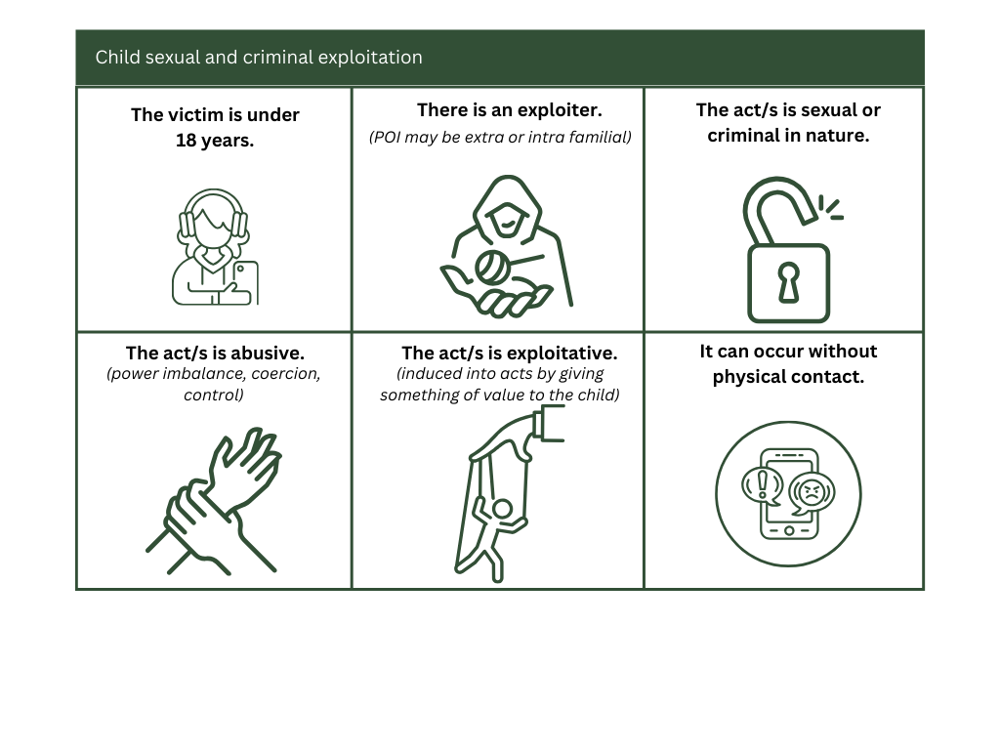 Child sexual and criminal exploitation
The victim is under
18 years.
There is an exploiter.
(POI may be extra or intra familial)
The act/s is sexual or
criminal in nature.
The act/s is abusive.
(power imbalance, coercion,
control)
The act/s is exploitative.
(induced into acts by giving
something of value to the child)
It can occur without
physical contact.